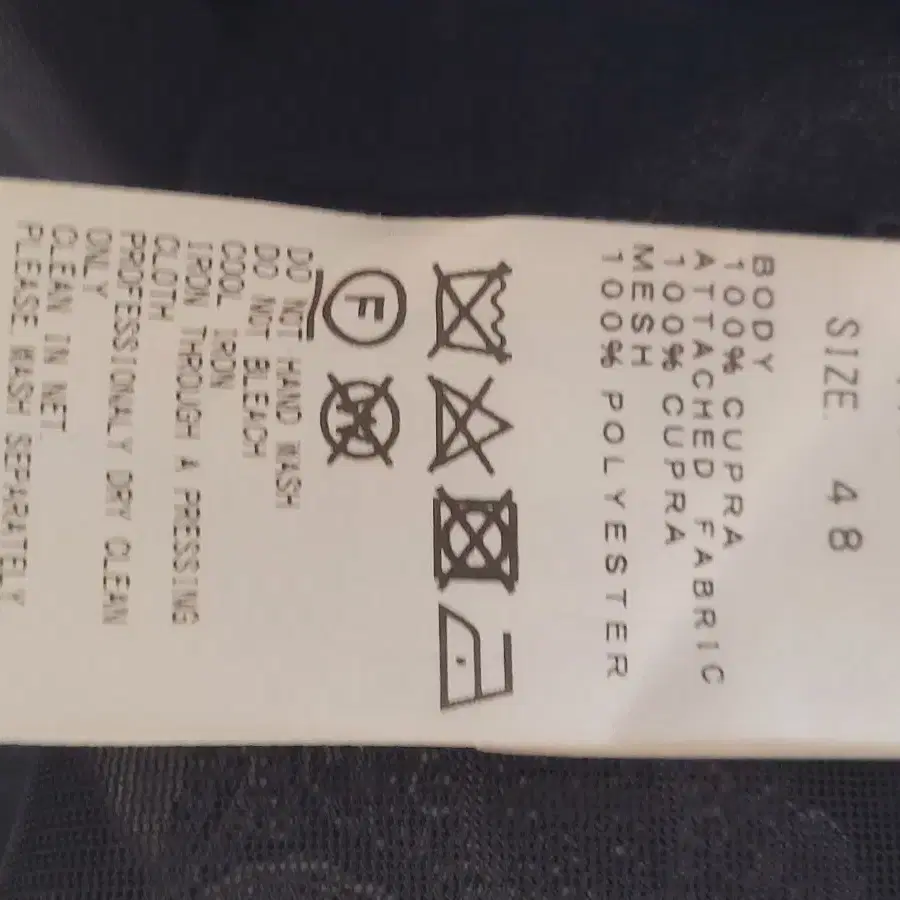 SIZE 48
BODY
100% CUPRA
ATTACHED FABRIC
100% CUPRA
MESH
100% POLYESTER
F
W
DO NOT HAND WASH
DO NOT BLEACH
COOL IRON
IRON THROUGH A PRESSING
CLOTH
PROFESSIONALY DRY CLEAN
ONLY
CLEAN IN NET
PLEASE WASH SEPARATELY